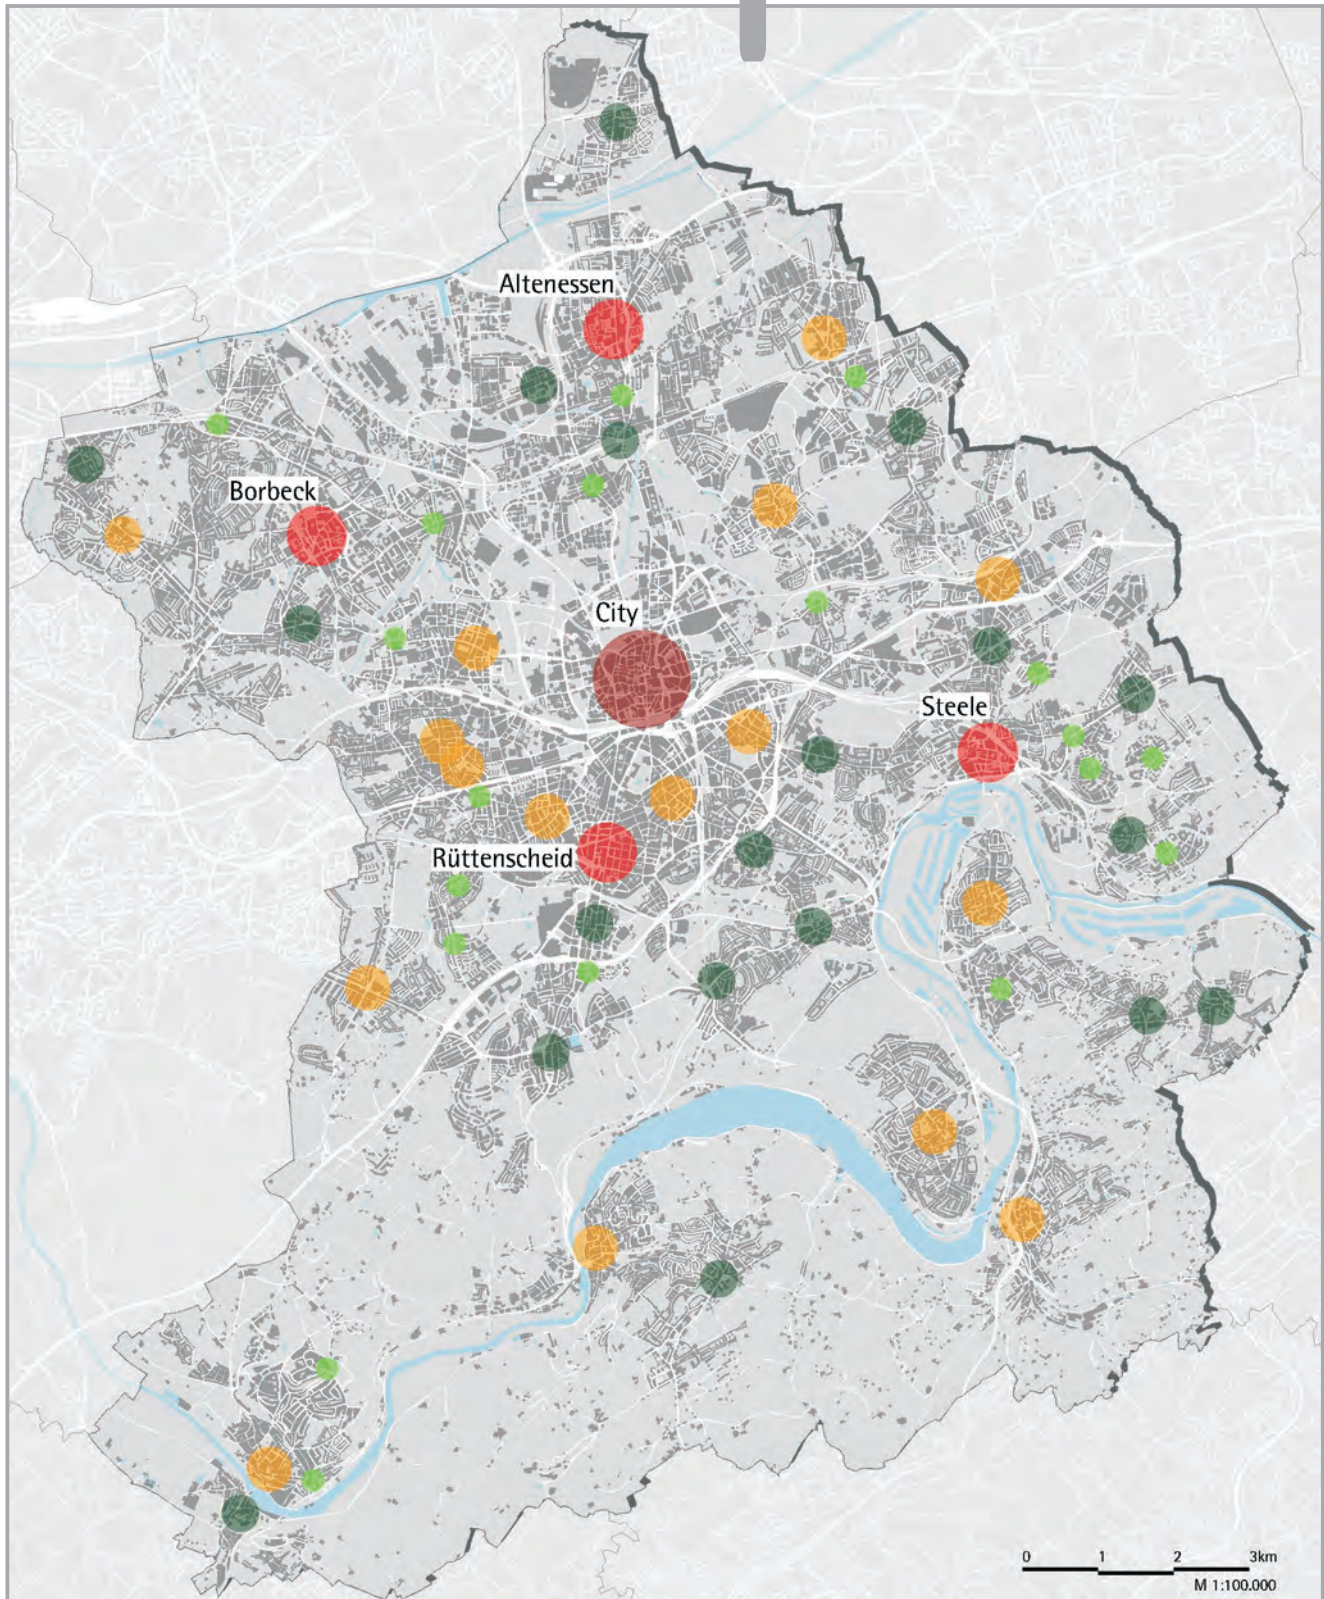 Altenessen
Borbeck
City
Steele
Rüttenscheid
0 1 2 3km
M 1:100.000